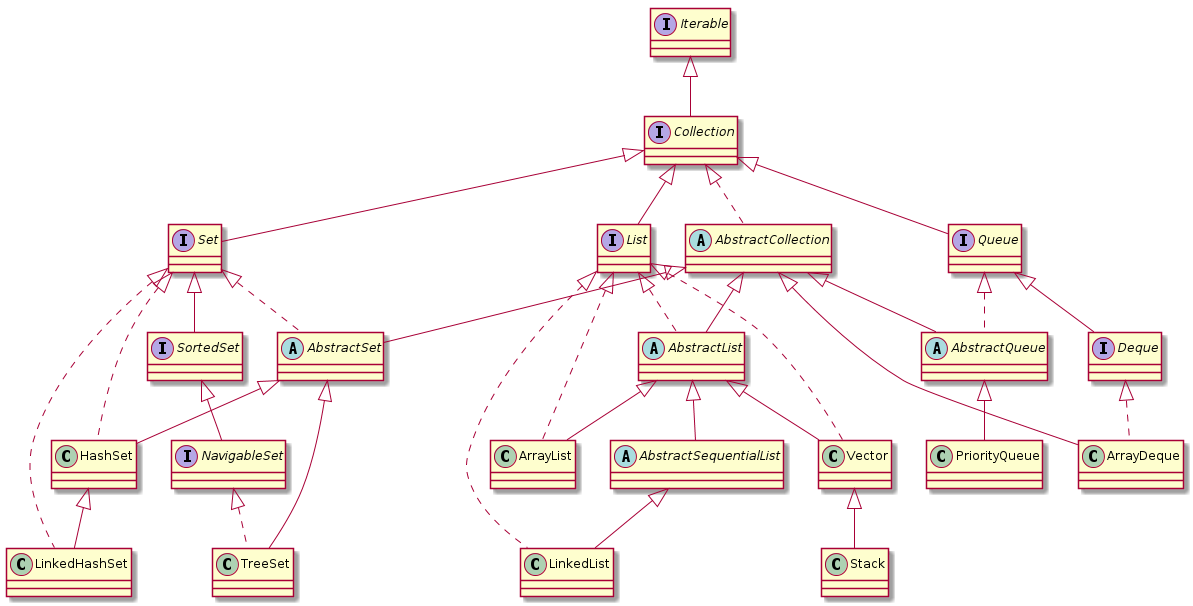 I Iterable
I Collection
I Set
I List
A AbstractCollection
I Queue
I SortedSet
A AbstractSet
A AbstractList
A AbstractQueue
I Deque
C HashSet
I NavigableSet
C ArrayList
A AbstractSequentialList
C Vector
C PriorityQueue
C ArrayDeque
C LinkedHashSet
C TreeSet
C LinkedList
C Stack